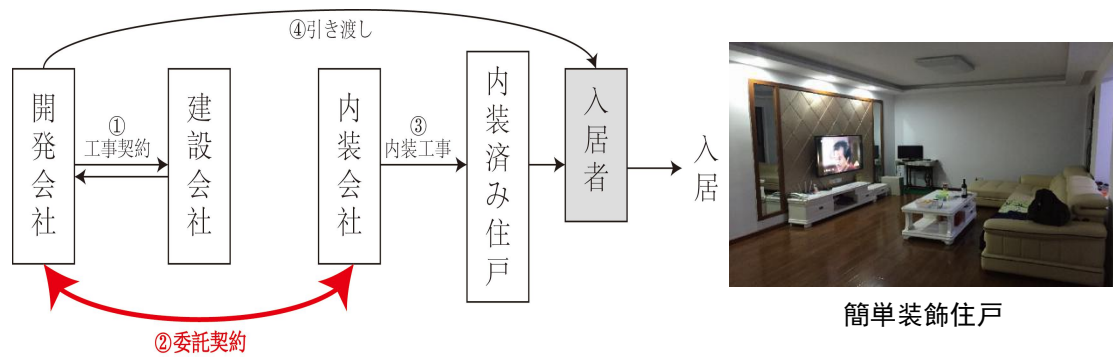 ④引き渡し
開発会社
①
工事契約
建設会社
内装会社
③
内装工事
内装済み住戸
入居者
入居
②委託契約
簡単装飾住戸